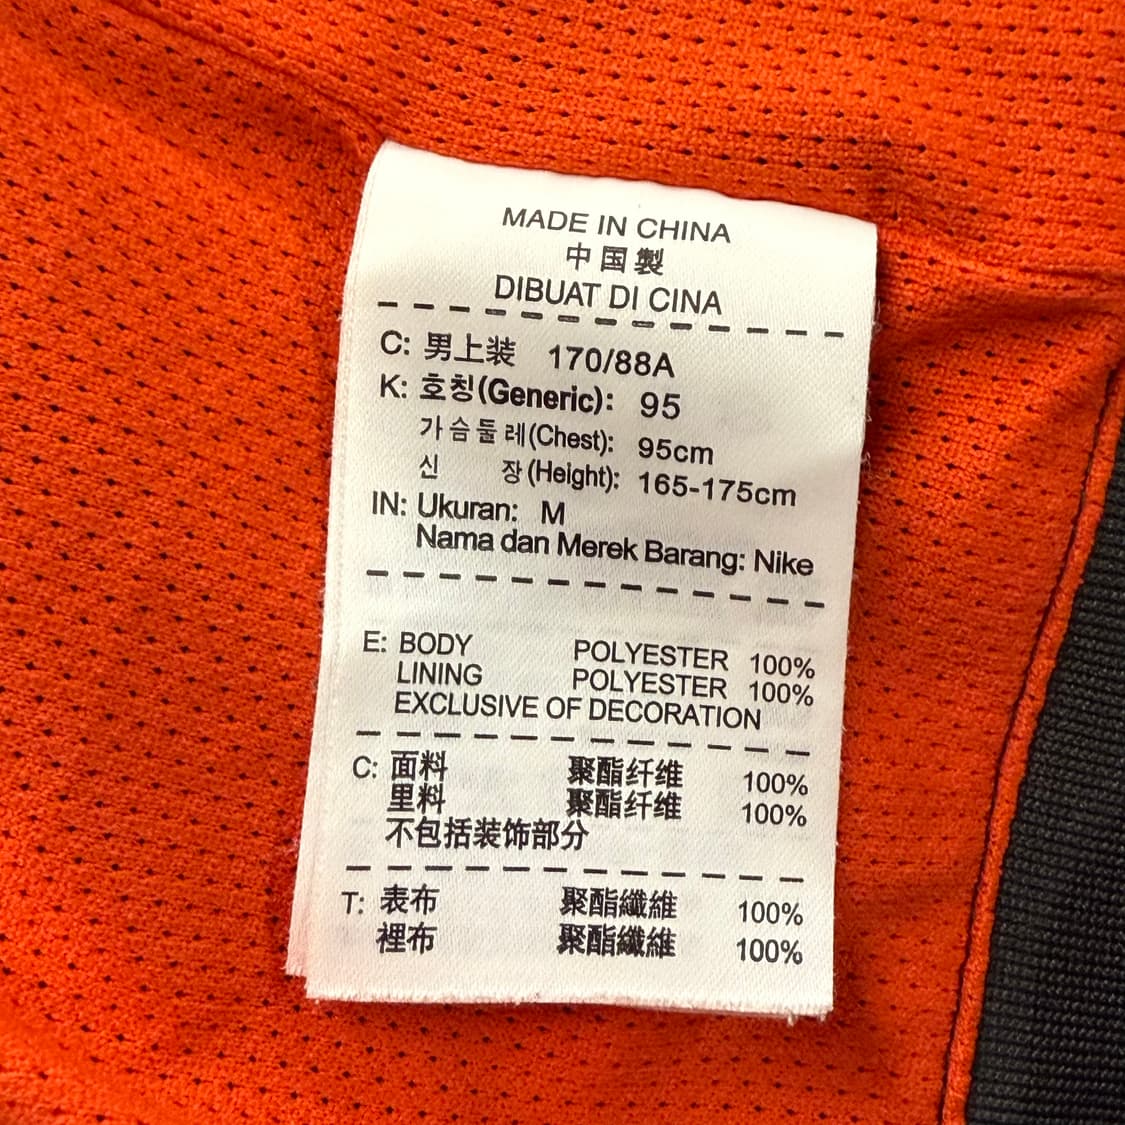 MADE IN CHINA
中国製
DIBUAT DI CINA
C: 男上装 170/88A
K: 호칭(Generic): 95
가슴둘레(Chest): 95cm
신 장(Height): 165-175cm
IN: Ukuran: M
Nama dan Merek Barang: Nike
E: BODY POLYESTER 100%
LINING POLYESTER 100%
EXCLUSIVE OF DECORATION
C: 面料 聚酯纤维 100%
里料 聚酯纤维 100%
不包括装饰部分
T: 表布 聚酯纖維 100%
裡布 聚酯纖維 100%